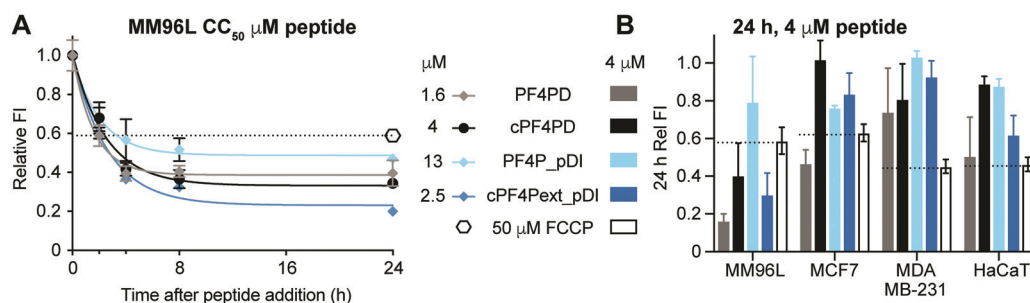 A
MM96L CC50 µM peptide
Relative FI
1.0
0.8
0.6
0.4
0.2
0
0
8
16
24
Time after peptide addition (h)
µM
4 µM
1.6 PF4PD
4 cPF4PD
13 PF4P_pDI
2.5 cPF4Pext_pDI
50 µM FCCP
B
24 h, 4 µM peptide
24 h Rel FI
1.0
0.8
0.6
0.4
0.2
0
MM96L
MCF7
MDA
MB-231
HaCaT